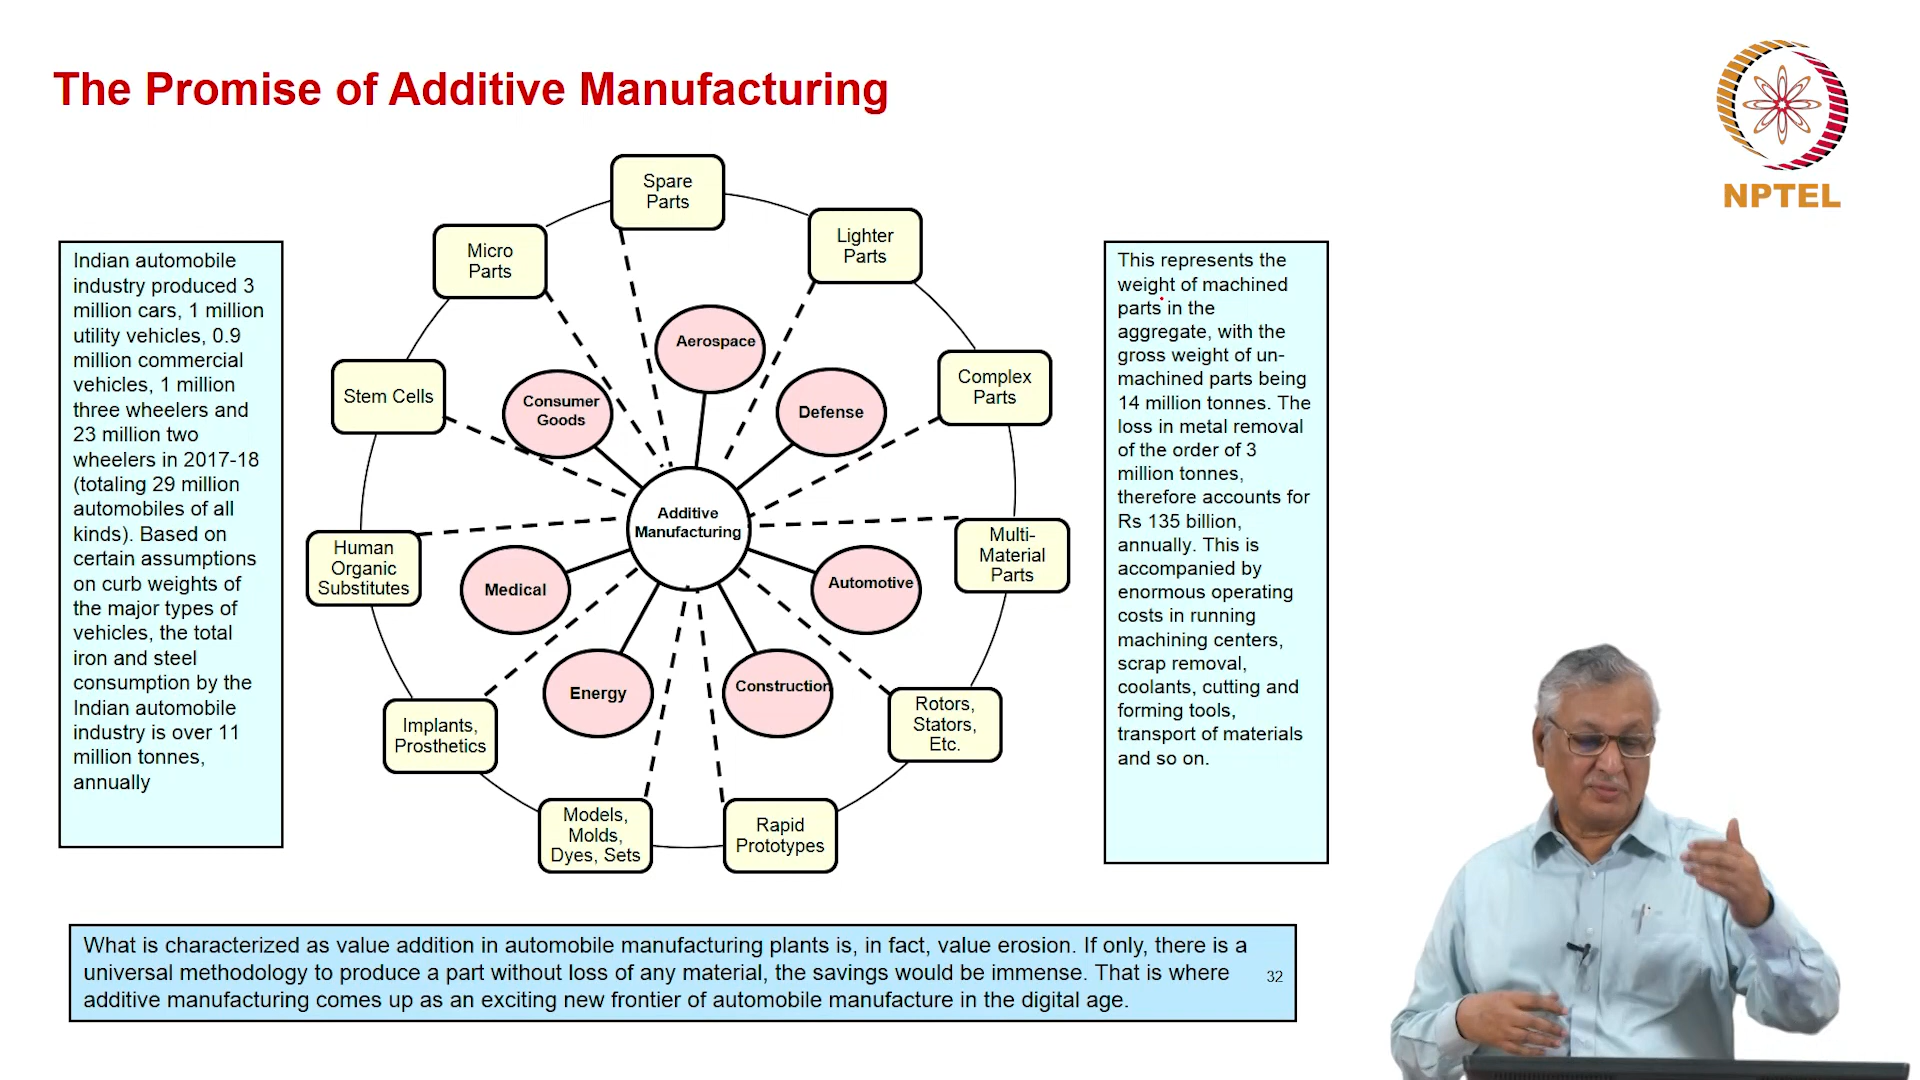 The Promise of Additive Manufacturing
NPTEL
Indian automobile
industry produced 3
million cars, 1 million
utility vehicles, 0.9
million commercial
vehicles, 1 million
three wheelers and
23 million two
wheelers in 2017-18
(totaling 29 million
automobiles of all
kinds). Based on
certain assumptions
on curb weights of
the major types of
vehicles, the total
iron and steel
consumption by the
Indian automobile
industry is over 11
million tonnes,
annually
Spare
Parts
Lighter
Parts
Complex
Parts
Multi-
Material
Parts
Rotors,
Stators,
Etc.
Rapid
Prototypes
Models,
Molds,
Dyes, Sets
Implants,
Prosthetics
Human
Organic
Substitutes
Stem Cells
Micro
Parts
Aerospace
Defense
Automotive
Construction
Energy
Medical
Consumer
Goods
Additive
Manufacturing
This represents the
weight of machined
parts in the
aggregate, with the
gross weight of un-
machined parts being
14 million tonnes. The
loss in metal removal
of the order of 3
million tonnes,
therefore accounts for
Rs 135 billion,
annually. This is
accompanied by
enormous operating
costs in running
machining centers,
scrap removal,
coolants, cutting and
forming tools,
transport of materials
and so on.
What is characterized as value addition in automobile manufacturing plants is, in fact, value erosion. If only, there is a
universal methodology to produce a part without loss of any material, the savings would be immense. That is where
additive manufacturing comes up as an exciting new frontier of automobile manufacture in the digital age.
32